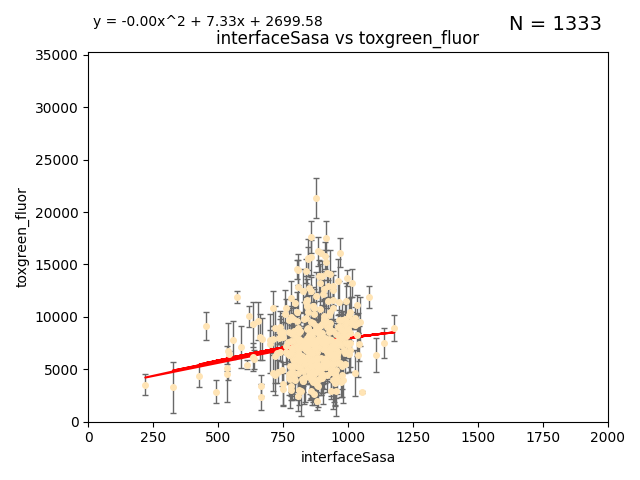 y = -0.00x^2 + 7.33x + 2699.58
N = 1333
interfaceSasa vs toxgreen_fluor
35000
30000
25000
20000
15000
10000
5000
0
toxgreen_fluor
0 250 500 750 1000 1250 1500 1750 2000
interfaceSasa